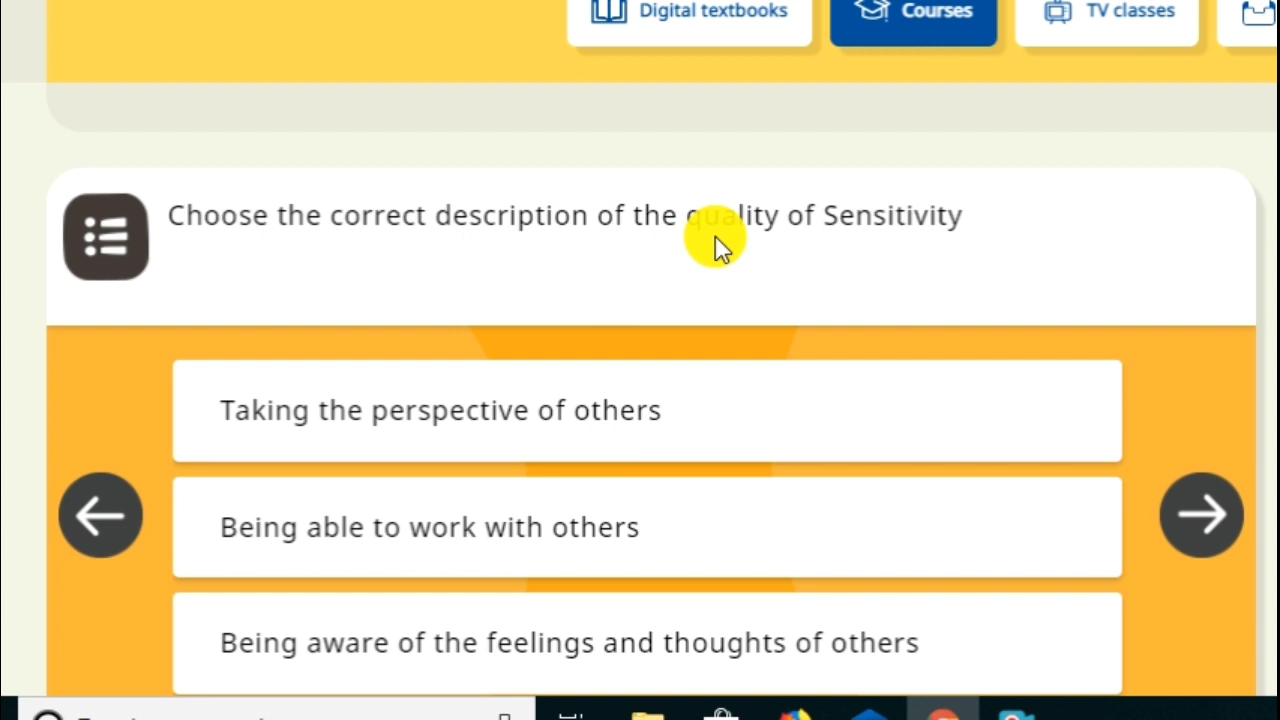 Digital textbooks
Courses
TV classes
Choose the correct description of the quality of Sensitivity
Taking the perspective of others
Being able to work with others
Being aware of the feelings and thoughts of others